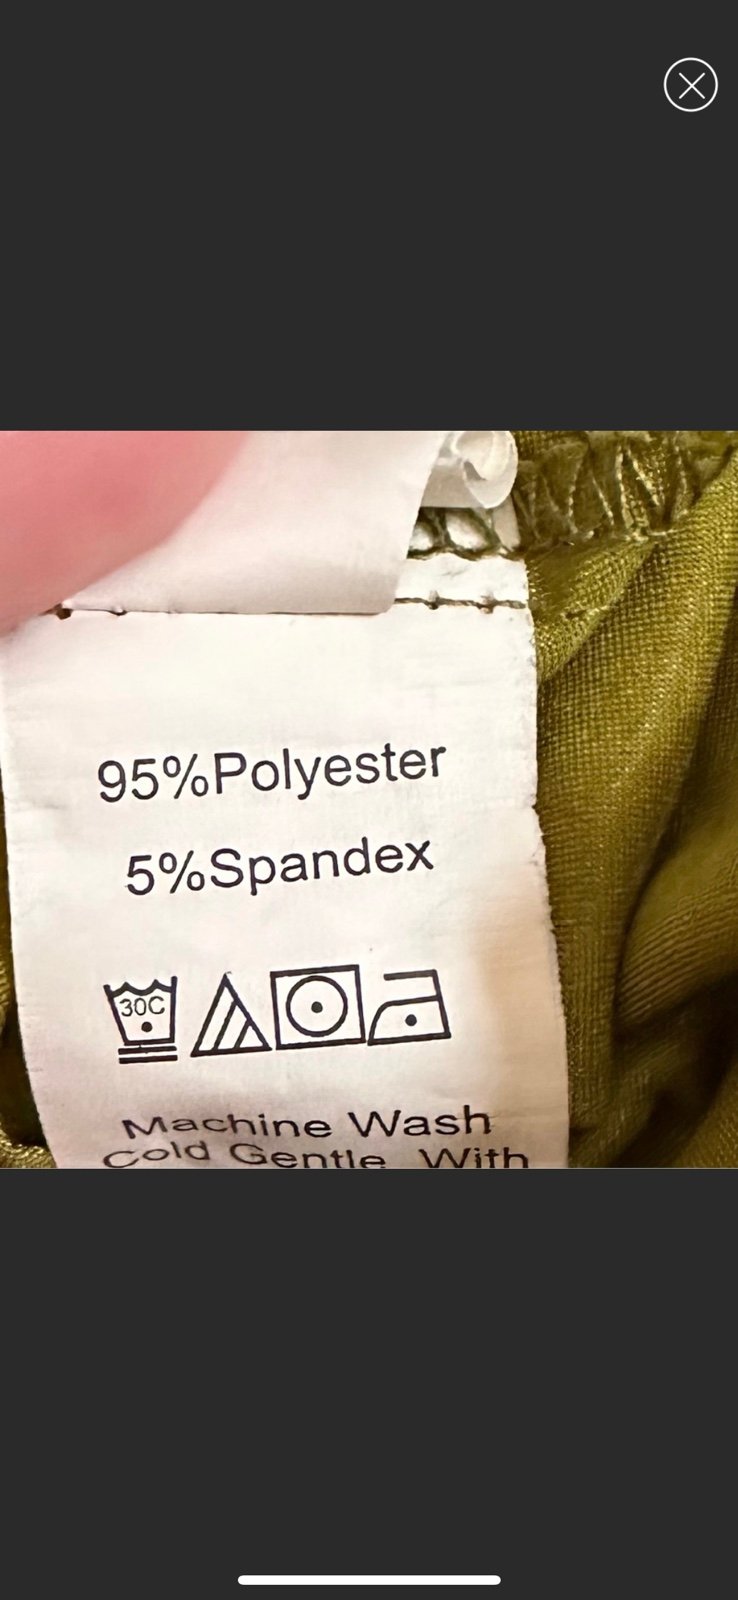 95%Polyester
5%Spandex
30C
Machine Wash
Cold Gentle With